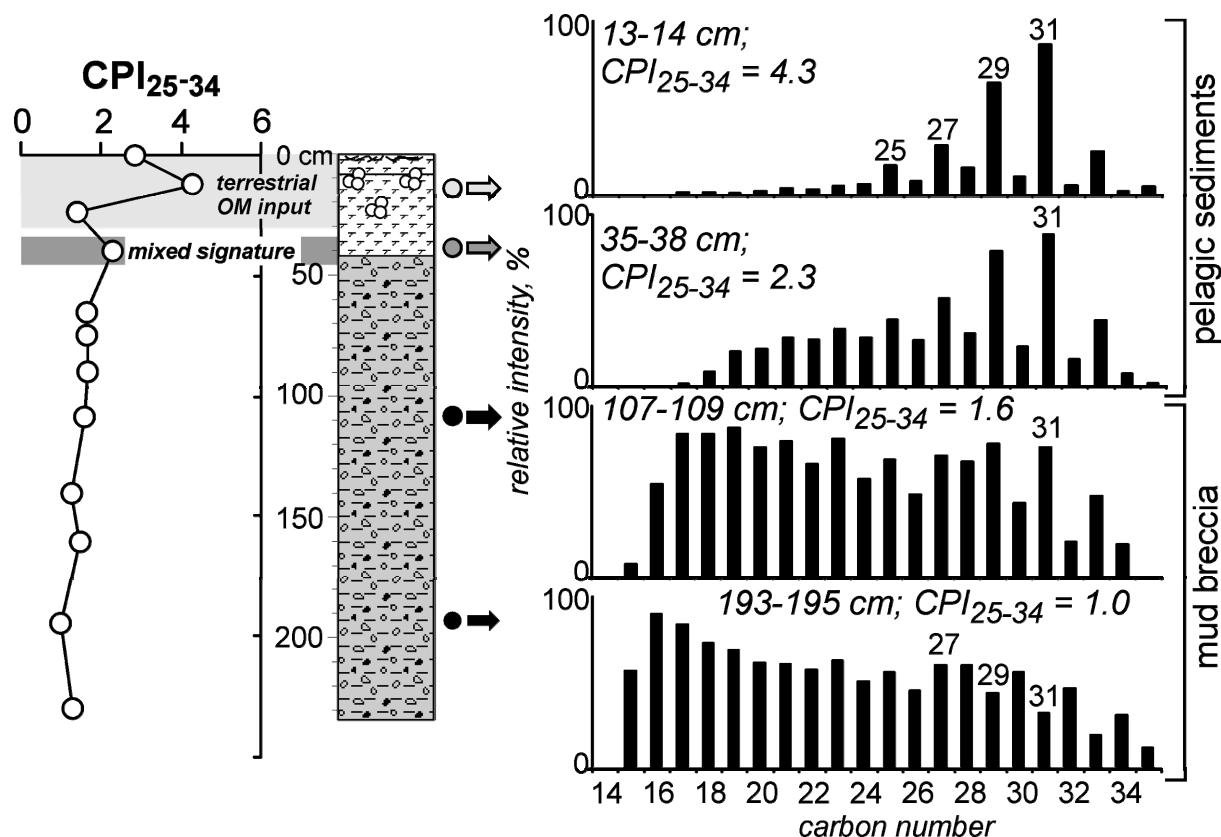 CPI25-34
0 2 4 6
0 cm
terrestrial
OM input
mixed signature
50
100
150
200
relative intensity, %
100
0
13-14 cm;
CPI25-34 = 4.3
25 27 29 31
100
0
35-38 cm;
CPI25-34 = 2.3
31
pelagic sediments
100
0
107-109 cm; CPI25-34 = 1.6
31
100
0
193-195 cm; CPI25-34 = 1.0
27 29 31
mud breccia
14 16 18 20 22 24 26 28 30 32 34
carbon number